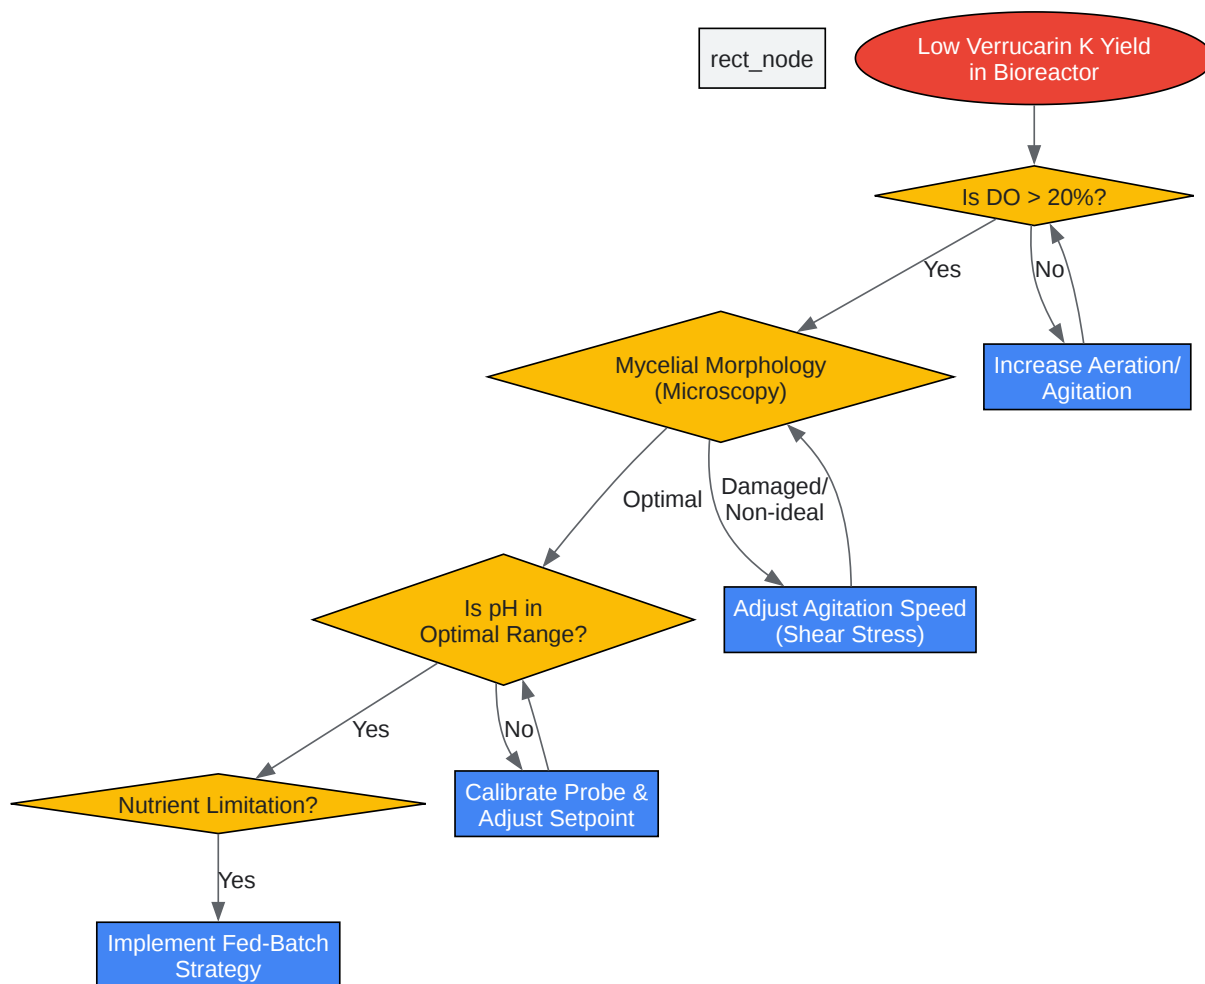 rect_node
Low Verrucarin K Yield
in Bioreactor
Is DO > 20%?
Yes
No
Mycelial Morphology
(Microscopy)
Increase Aeration/
Agitation
Optimal
Damaged/
Non-ideal
Is pH in
Optimal Range?
Adjust Agitation Speed
(Shear Stress)
Yes
No
Nutrient Limitation?
Calibrate Probe &
Adjust Setpoint
Yes
Implement Fed-Batch
Strategy